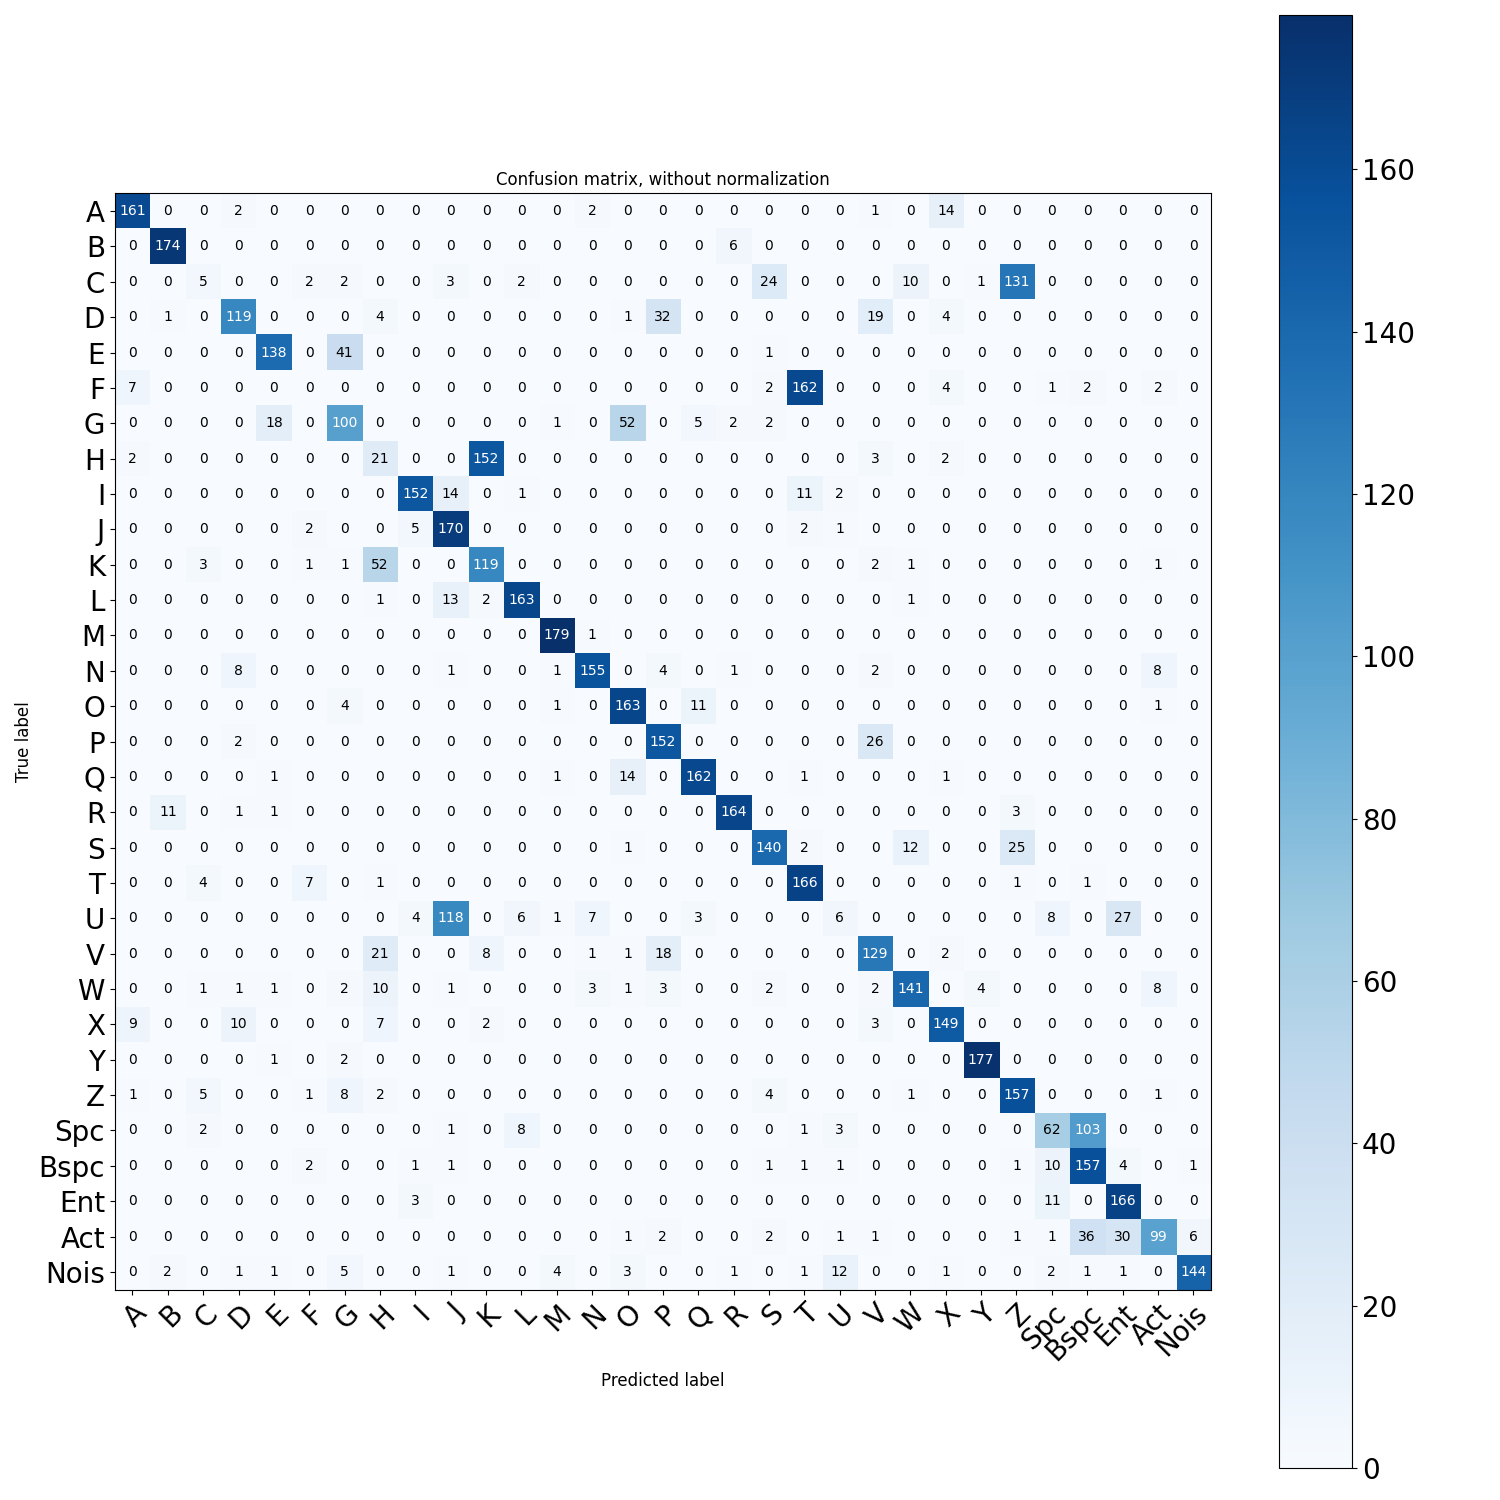 Confusion matrix, without normalization
A 161 0 0 2 0 0 0 0 0 0 0 0 0 2 0 0 0 0 0 0 0 1 0 14 0 0 0 0 0 0 0
B 0 174 0 0 0 0 0 0 0 0 0 0 0 0 0 0 0 6 0 0 0 0 0 0 0 0 0 0 0 0 0
C 0 0 5 0 0 2 2 0 0 3 0 2 0 0 0 0 0 0 24 0 0 0 10 0 1 131 0 0 0 0 0
D 0 1 0 119 0 0 0 4 0 0 0 0 0 0 1 32 0 0 0 0 0 19 0 4 0 0 0 0 0 0 0
E 0 0 0 0 138 0 41 0 0 0 0 0 0 0 0 0 0 0 1 0 0 0 0 0 0 0 0 0 0 0 0
F 7 0 0 0 0 0 0 0 0 0 0 0 0 0 0 0 0 0 2 162 0 0 0 4 0 0 1 2 0 2 0
G 0 0 0 0 18 0 100 0 0 0 0 0 1 0 52 0 5 2 2 0 0 0 0 0 0 0 0 0 0 0 0
H 2 0 0 0 0 0 0 21 0 0 152 0 0 0 0 0 0 0 0 0 0 3 0 2 0 0 0 0 0 0 0
I 0 0 0 0 0 0 0 0 152 14 0 1 0 0 0 0 0 0 0 11 2 0 0 0 0 0 0 0 0 0 0
J 0 0 0 0 0 2 0 0 5 170 0 0 0 0 0 0 0 0 0 2 1 0 0 0 0 0 0 0 0 0 0
K 0 0 3 0 0 1 1 52 0 0 119 0 0 0 0 0 0 0 0 0 0 2 1 0 0 0 0 0 0 1 0
L 0 0 0 0 0 0 0 1 0 13 2 163 0 0 0 0 0 0 0 0 0 0 1 0 0 0 0 0 0 0 0
M 0 0 0 0 0 0 0 0 0 0 0 0 179 1 0 0 0 0 0 0 0 0 0 0 0 0 0 0 0 0 0
N 0 0 0 8 0 0 0 0 0 1 0 0 1 155 0 4 0 1 0 0 0 2 0 0 0 0 0 0 0 8 0
O 0 0 0 0 0 0 4 0 0 0 0 0 1 0 163 0 11 0 0 0 0 0 0 0 0 0 0 0 0 1 0
P 0 0 0 2 0 0 0 0 0 0 0 0 0 0 0 152 0 0 0 0 0 26 0 0 0 0 0 0 0 0 0
Q 0 0 0 0 1 0 0 0 0 0 0 0 1 0 14 0 162 0 0 1 0 0 0 1 0 0 0 0 0 0 0
R 0 11 0 1 1 0 0 0 0 0 0 0 0 0 0 0 0 164 0 0 0 0 0 0 0 3 0 0 0 0 0
S 0 0 0 0 0 0 0 0 0 0 0 0 0 0 1 0 0 0 140 2 0 0 12 0 0 25 0 0 0 0 0
T 0 0 4 0 0 7 0 1 0 0 0 0 0 0 0 0 0 0 0 166 0 0 0 0 0 1 0 1 0 0 0
U 0 0 0 0 0 0 0 0 4 118 0 6 1 7 0 0 3 0 0 0 6 0 0 0 0 0 8 0 27 0 0
V 0 0 0 0 0 0 0 21 0 0 8 0 0 1 1 18 0 0 0 0 0 129 0 2 0 0 0 0 0 0 0
W 0 0 1 1 1 0 2 10 0 1 0 0 0 3 1 3 0 0 2 0 0 2 141 0 4 0 0 0 0 8 0
X 9 0 0 10 0 0 0 7 0 0 2 0 0 0 0 0 0 0 0 0 0 3 0 149 0 0 0 0 0 0 0
Y 0 0 0 0 1 0 2 0 0 0 0 0 0 0 0 0 0 0 0 0 0 0 0 0 177 0 0 0 0 0 0
Z 1 0 5 0 0 1 8 2 0 0 0 0 0 0 0 0 0 0 4 0 0 0 1 0 0 157 0 0 0 1 0
Spc 0 0 2 0 0 0 0 0 0 1 0 8 0 0 0 0 0 0 0 1 3 0 0 0 0 0 62 103 0 0 0
Bspc 0 0 0 0 0 2 0 0 1 1 0 0 0 0 0 0 0 0 1 1 1 0 0 0 0 1 10 157 4 0 1
Ent 0 0 0 0 0 0 0 0 3 0 0 0 0 0 0 0 0 0 0 0 0 0 0 0 0 0 11 0 166 0 0
Act 0 0 0 0 0 0 0 0 0 0 0 0 0 0 1 2 0 0 2 0 1 1 0 0 0 1 1 36 30 99 6
Nois 0 2 0 1 1 0 5 0 0 1 0 0 4 0 3 0 0 1 0 1 12 0 0 1 0 0 2 1 1 0 144
A B C D E F G H I J K L M N O P Q R S T U V W X Y Z Spc Bspc Ent Act Nois
Predicted label
True label
160
140
120
100
80
60
40
20
0